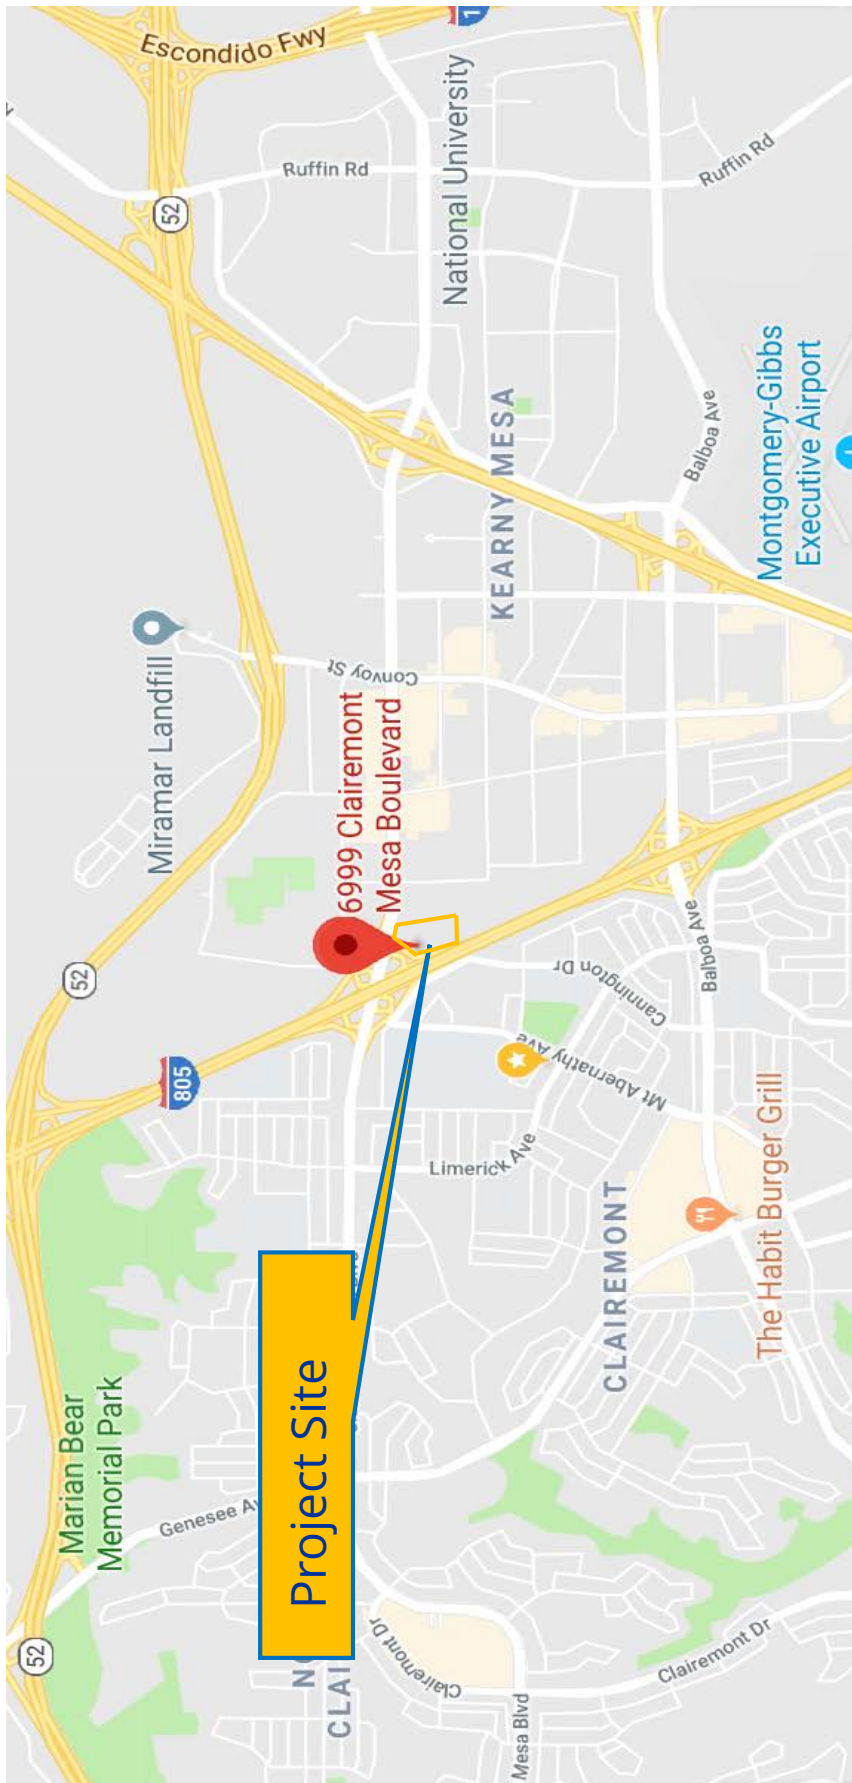 Escondido Fwy
National University
Ruffin Rd
Ruffin Rd
52
Miramar Landfill
Convoy St
KEARNY MESA
Balboa Ave
Montgomery-Gibbs
Executive Airport
6999 Clairemont
Mesa Boulevard
52
805
Cannington Dr
Balboa Ave
Mt Abernathy Ave
Limerick Ave
CLAIREMONT
The Habit Burger Grill
Project Site
Marian Bear
Memorial Park
Genesee
52
Clairemont Dr
Clairemont Dr
Mesa Blvd